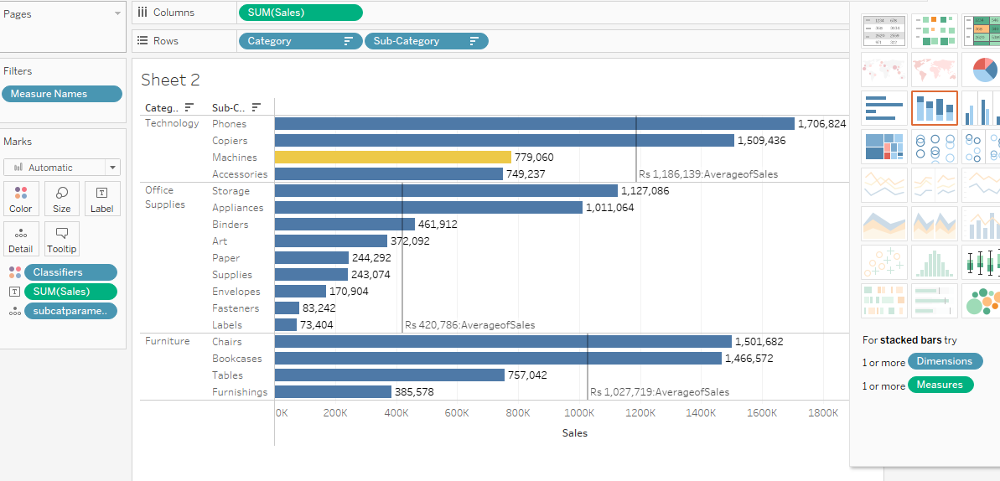 Pages
Columns
SUM(Sales)
Rows
Category
Sub-Category
Filters
Measure Names
Marks
Automatic
Color
Size
Label
Detail
Tooltip
Classifiers
SUM(Sales)
subcatparame..
Sheet 2
Categ.. Sub-C..
Technology Phones 1,706,824
Copiers 1,509,436
Machines 779,060
Accessories 749,237 Rs 1,186,139:AverageofSales
Office Supplies Storage 1,127,086
Appliances 1,011,064
Binders 461,912
Art 372,092
Paper 244,292
Supplies 243,074
Envelopes 170,904
Fasteners 83,242
Labels 73,404 Rs 420,786:AverageofSales
Furniture Chairs 1,501,682
Bookcases 1,466,572
Tables 757,042
Furnishings 385,578 Rs 1,027,719:AverageofSales
0K 200K 400K 600K 800K 1000K 1200K 1400K 1600K 1800K
Sales
For stacked bars try
1 or more Dimensions
1 or more Measures